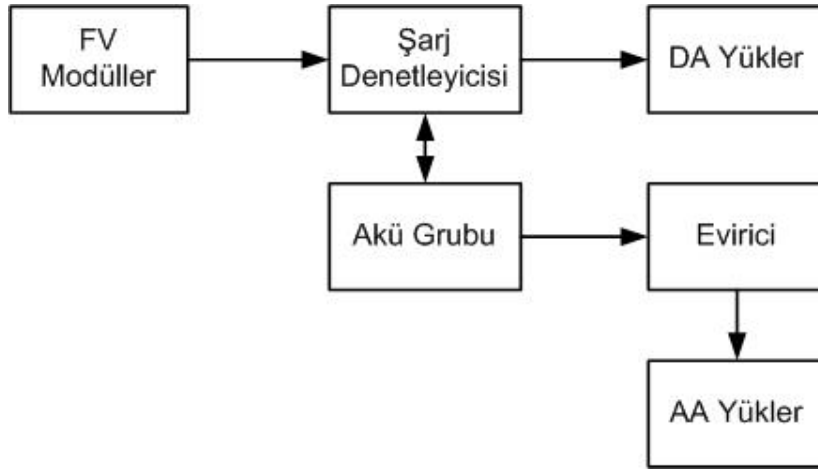 FV
Modüller
Şarj
Denetleyicisi
DA Yükler
Akü Grubu
Evirici
AA Yükler